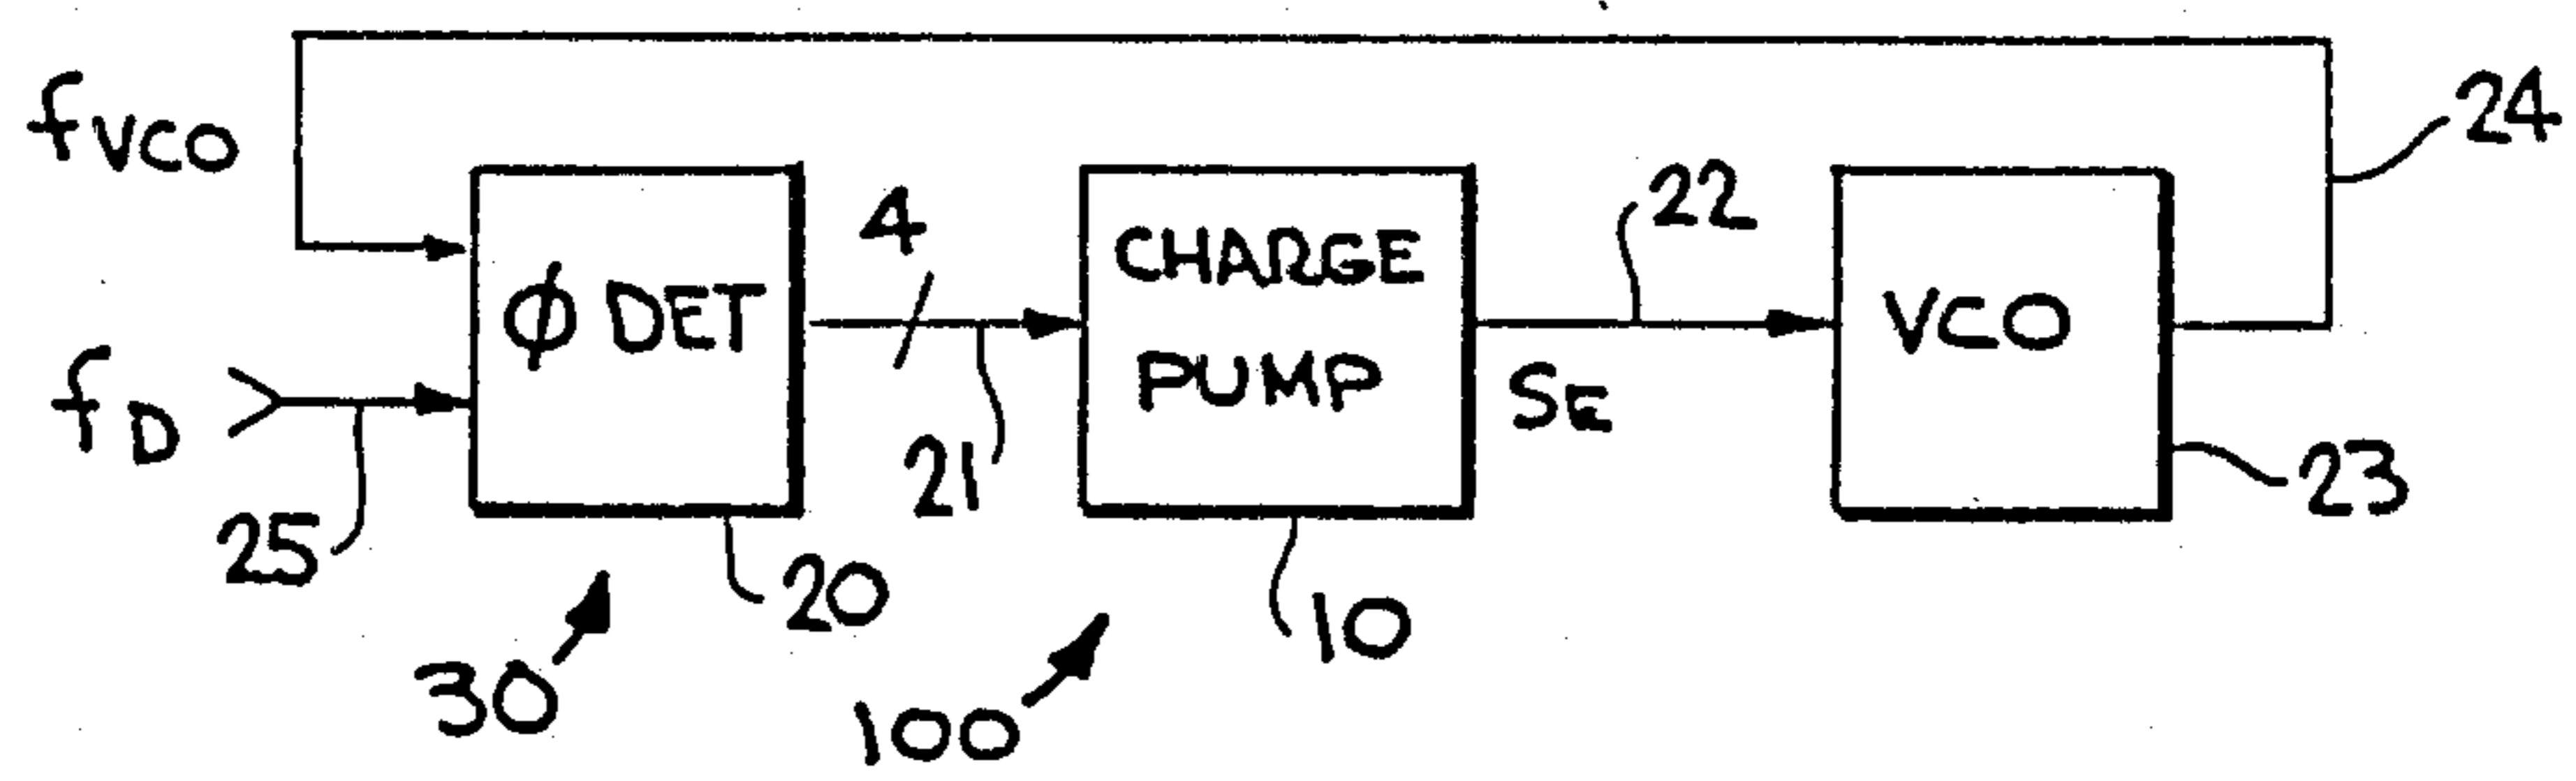 fVCO
24
4
22
CHARGE
PUMP
φ DET
VCO
fD
SE
21
23
25
20
10
30
100